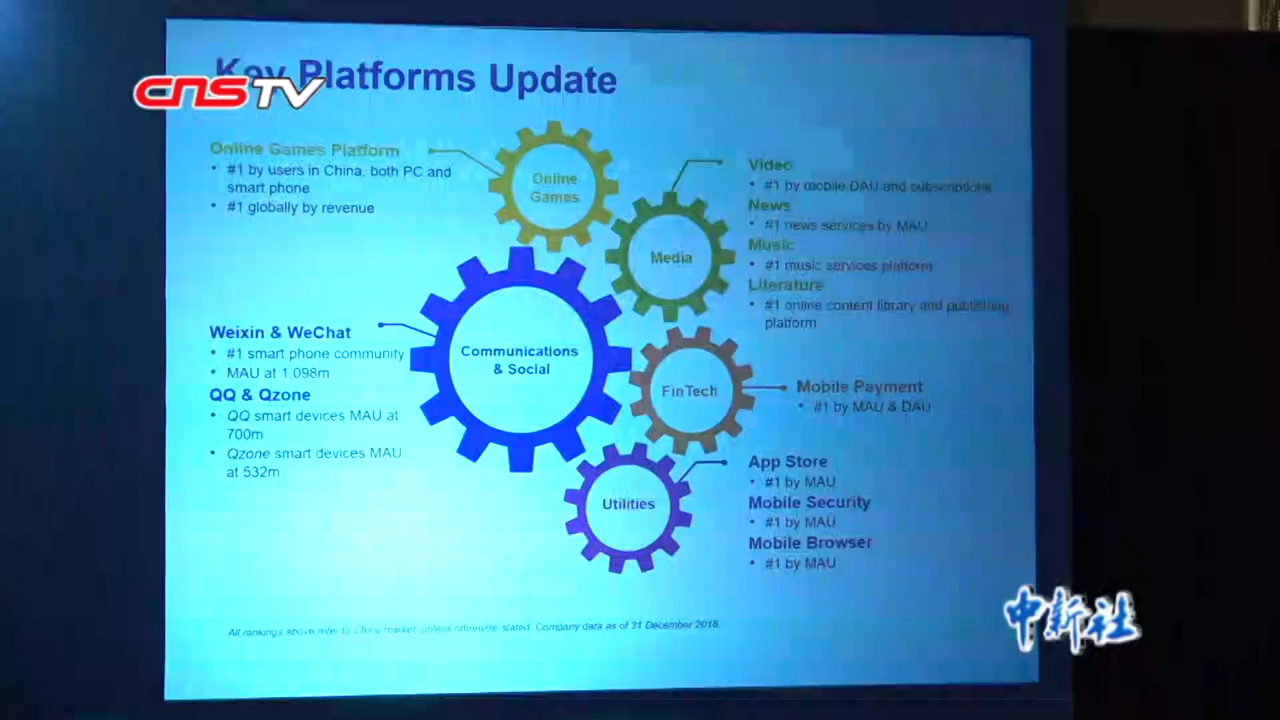 Key Platforms Update
CNSTV
Online Games Platform
• #1 by users in China, both PC and
smart phone
• #1 globally by revenue
Weixin & WeChat
• #1 smart phone community
• MAU at 1.098m
QQ & Qzone
• QQ smart devices MAU at
700m
• Qzone smart devices MAU
at 532m
Online
Games
Media
Communications
& Social
FinTech
Utilities
Video
• #1 by mobile DAU and subscriptions
News
• #1 news services by MAU
Music
• #1 music services platform
Literature
• #1 online content library and publishing
platform
Mobile Payment
• #1 by MAU & DAU
App Store
• #1 by MAU
Mobile Security
• #1 by MAU
Mobile Browser
• #1 by MAU
All rankings above refer to China market, unless otherwise stated. Company data as of 31 December 2018.
中新社